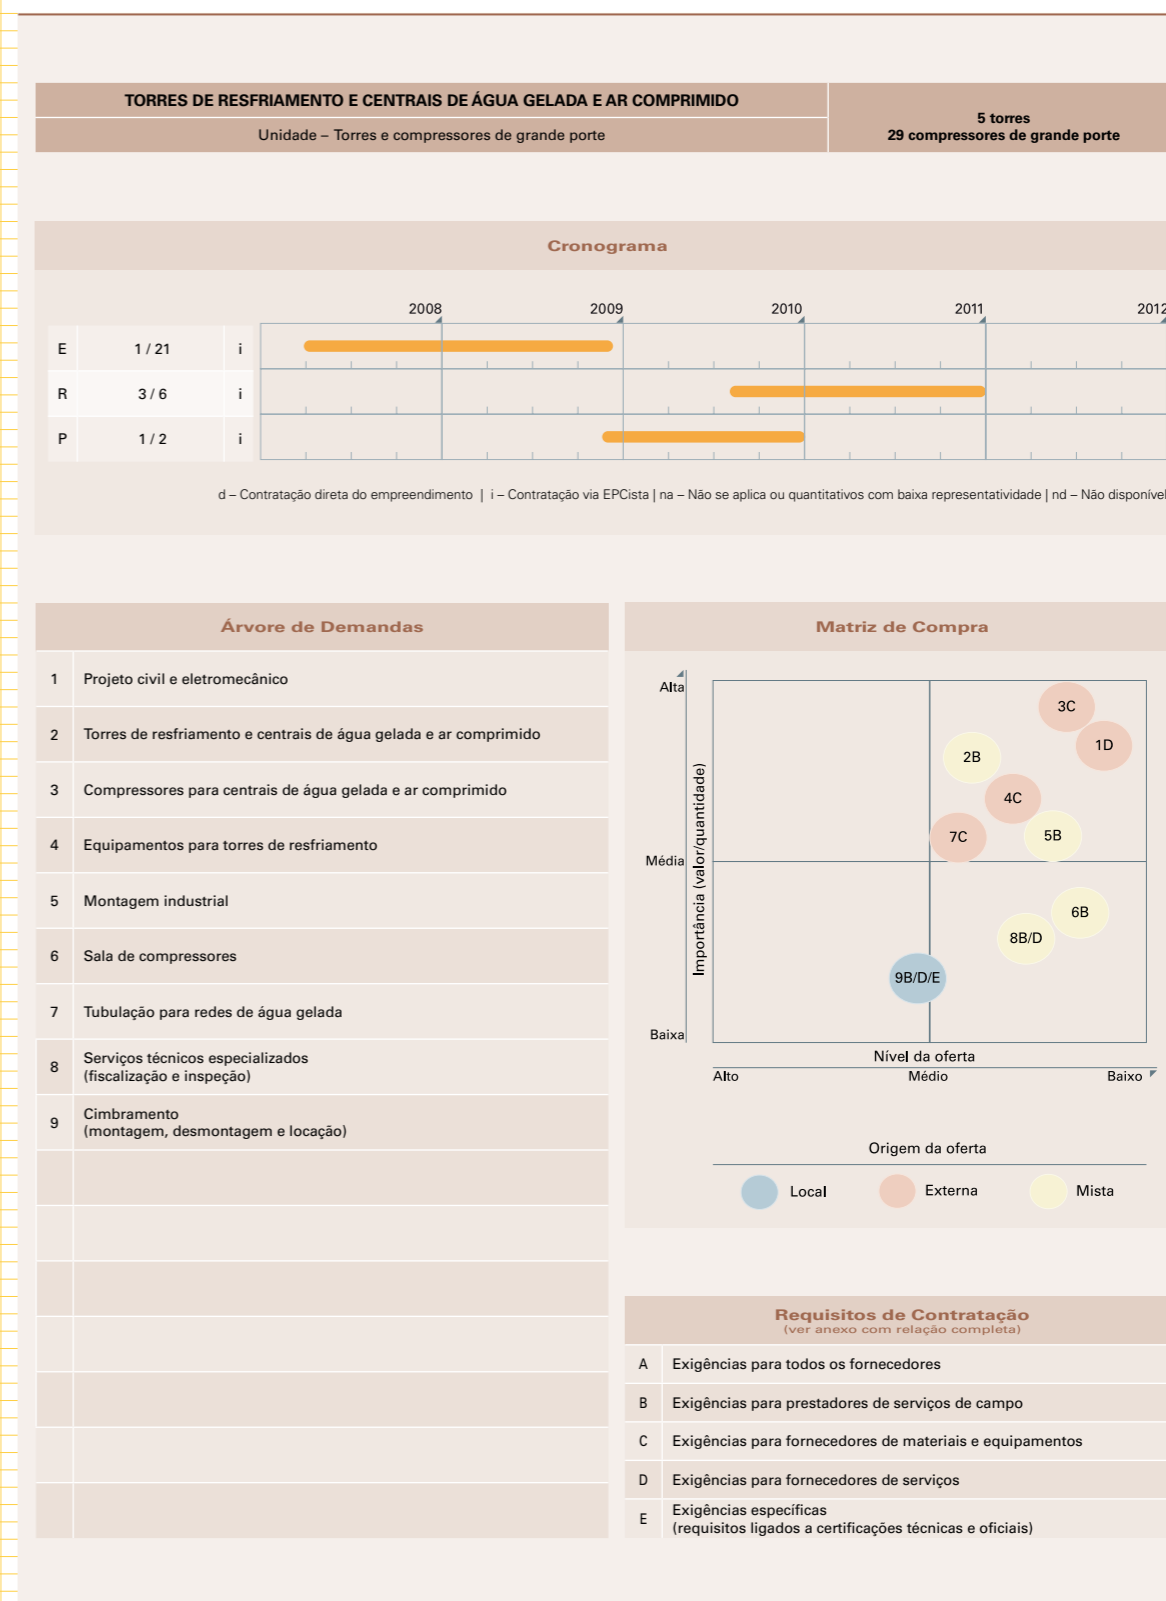 TORRES DE RESFRIAMENTO E CENTRAIS DE ÁGUA GELADA E AR COMPRIMIDO
Unidade – Torres e compressores de grande porte
5 torres
29 compressores de grande porte
Cronograma
2008 2009 2010 2011 2012
E 1 / 21 i
R 3 / 6 i
P 1 / 2 i
d – Contratação direta do empreendimento | i – Contratação via EPCista | na – Não se aplica ou quantitativos com baixa representatividade | nd – Não disponível
Árvore de Demandas
1 Projeto civil e eletromecânico
2 Torres de resfriamento e centrais de água gelada e ar comprimido
3 Compressores para centrais de água gelada e ar comprimido
4 Equipamentos para torres de resfriamento
5 Montagem industrial
6 Sala de compressores
7 Tubulação para redes de água gelada
8 Serviços técnicos especializados
(fiscalização e inspeção)
9 Cimbramento
(montagem, desmontagem e locação)
Matriz de Compra
Alta
Média
Baixa
Importância (valor/quantidade)
3C
1D
2B
4C
7C
5B
6B
8B/D
9B/D/E
Nível da oferta
Alto Médio Baixo
Origem da oferta
Local Externa Mista
Requisitos de Contratação
(ver anexo com relação completa)
A Exigências para todos os fornecedores
B Exigências para prestadores de serviços de campo
C Exigências para fornecedores de materiais e equipamentos
D Exigências para fornecedores de serviços
E Exigências específicas
(requisitos ligados a certificações técnicas e oficiais)